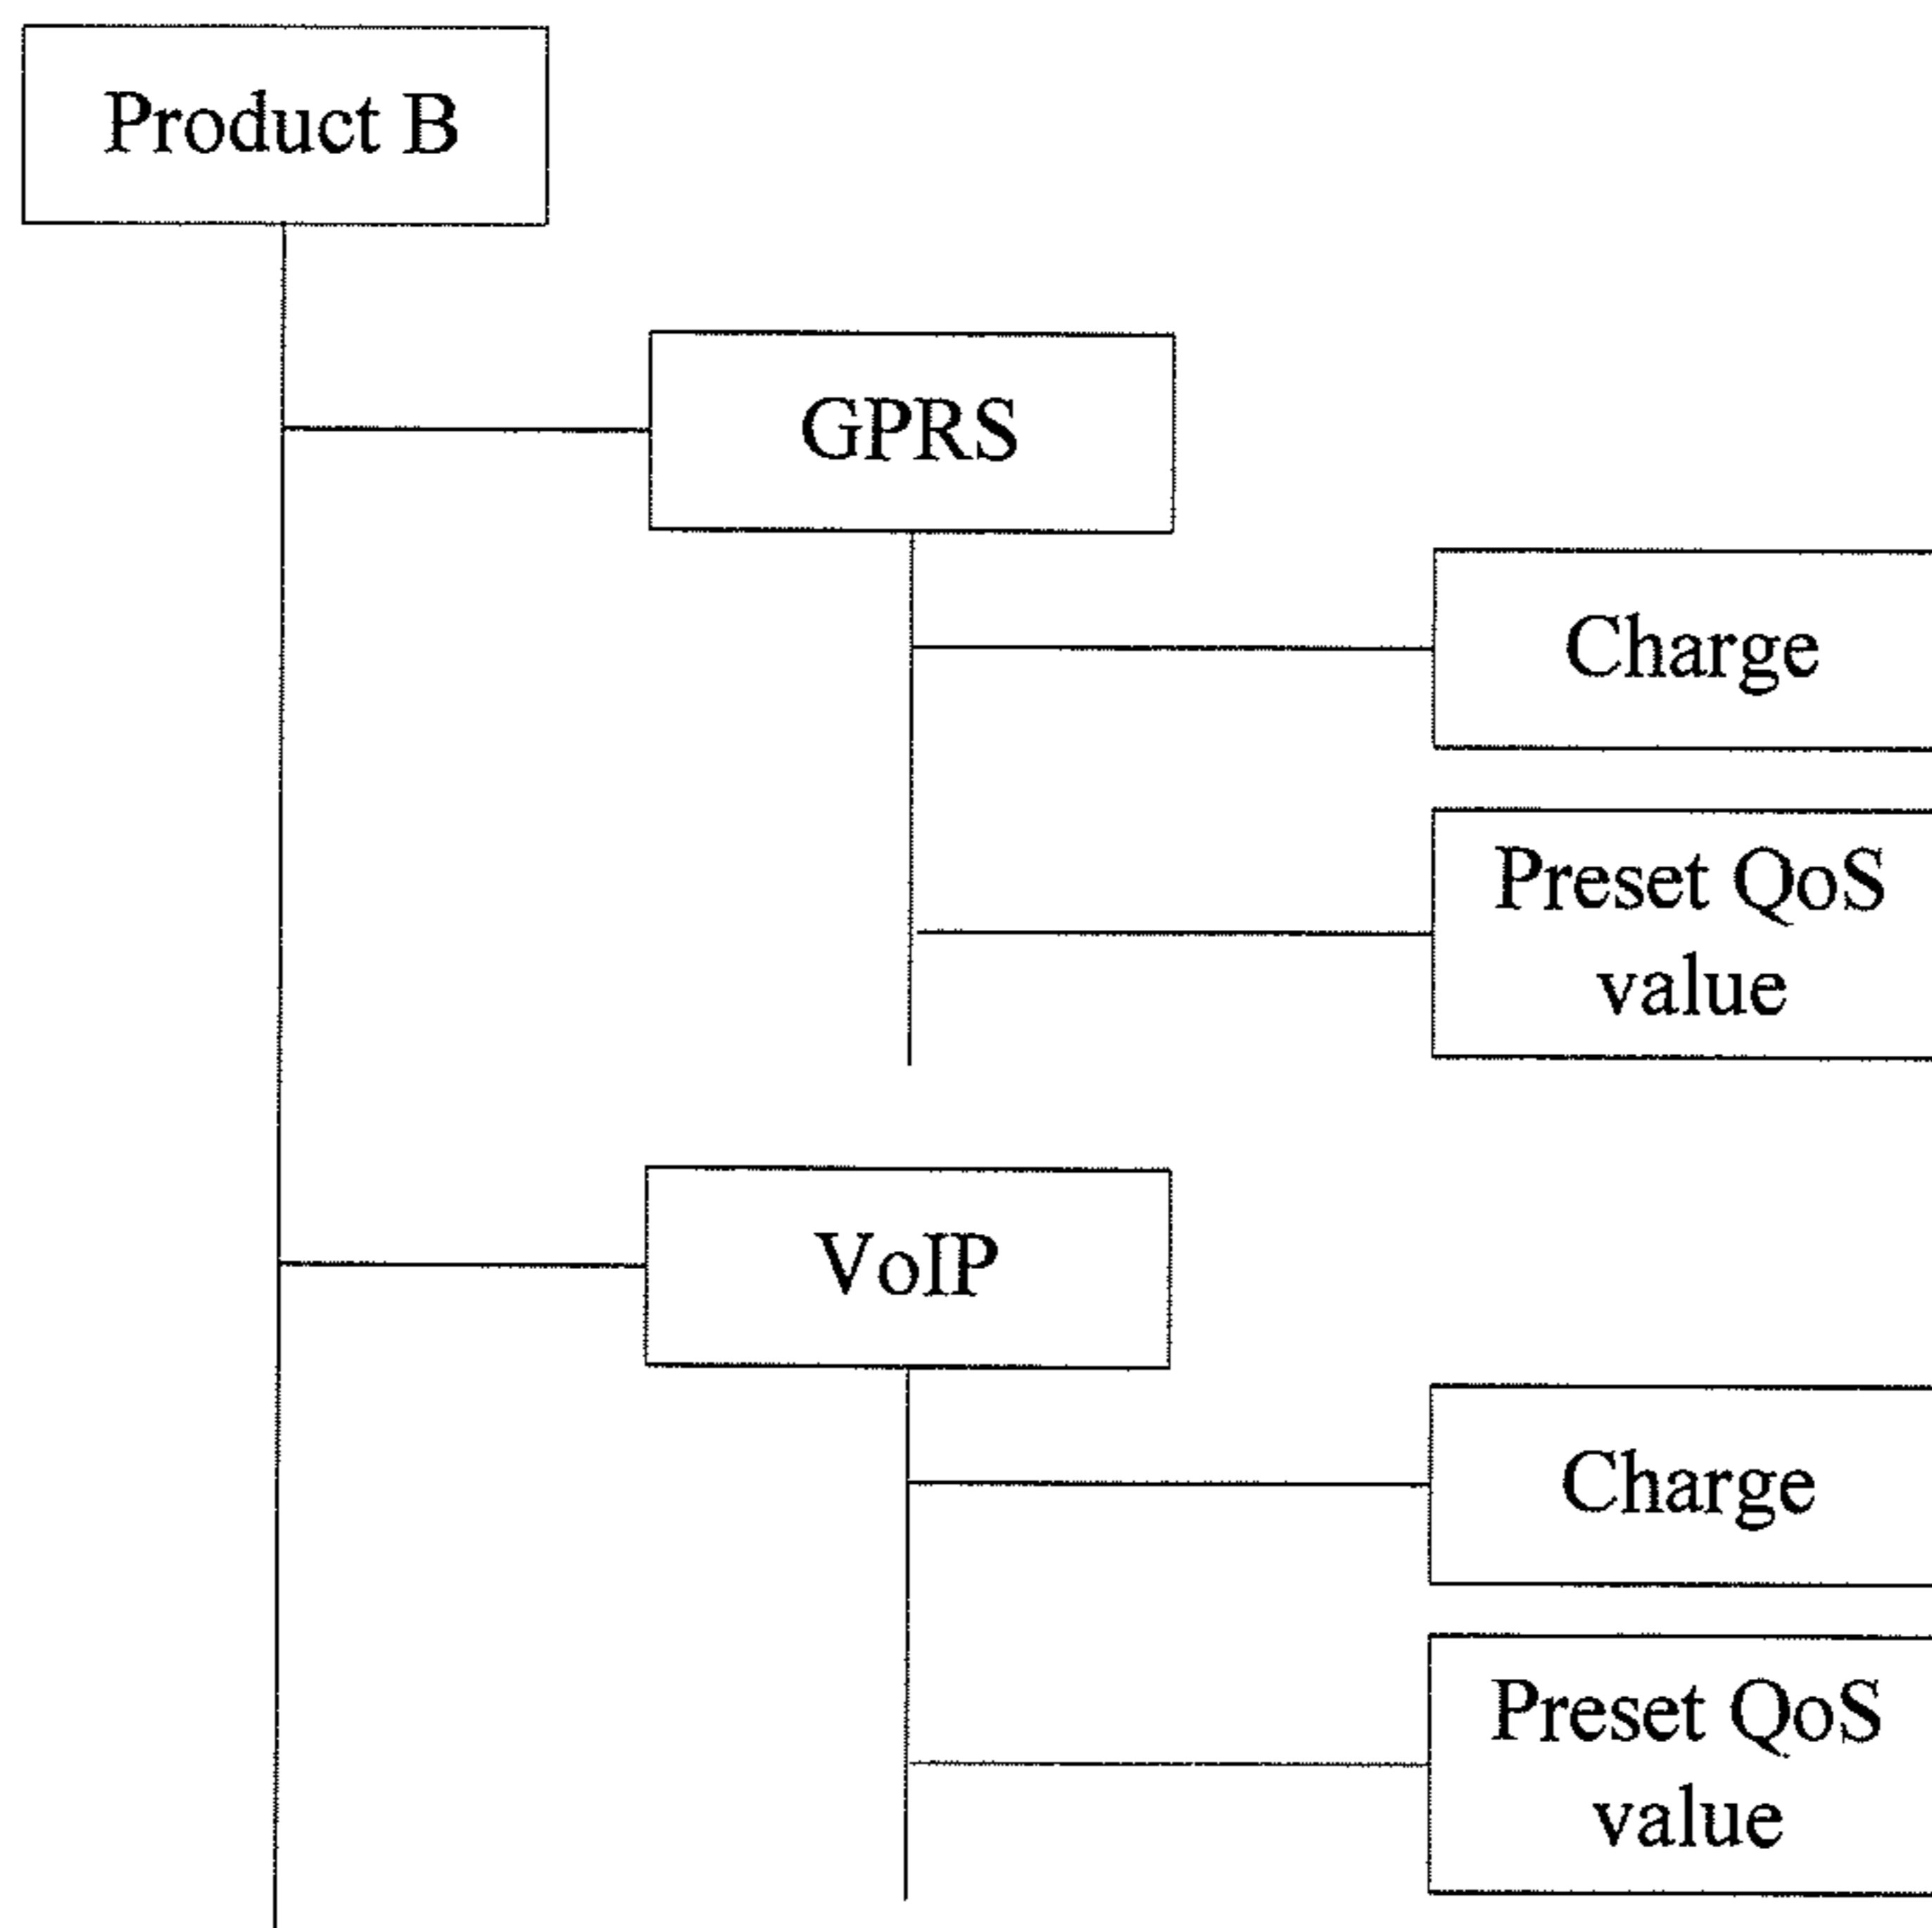 Product B
GPRS
Charge
Preset QoS
value
VoIP
Charge
Preset QoS
value